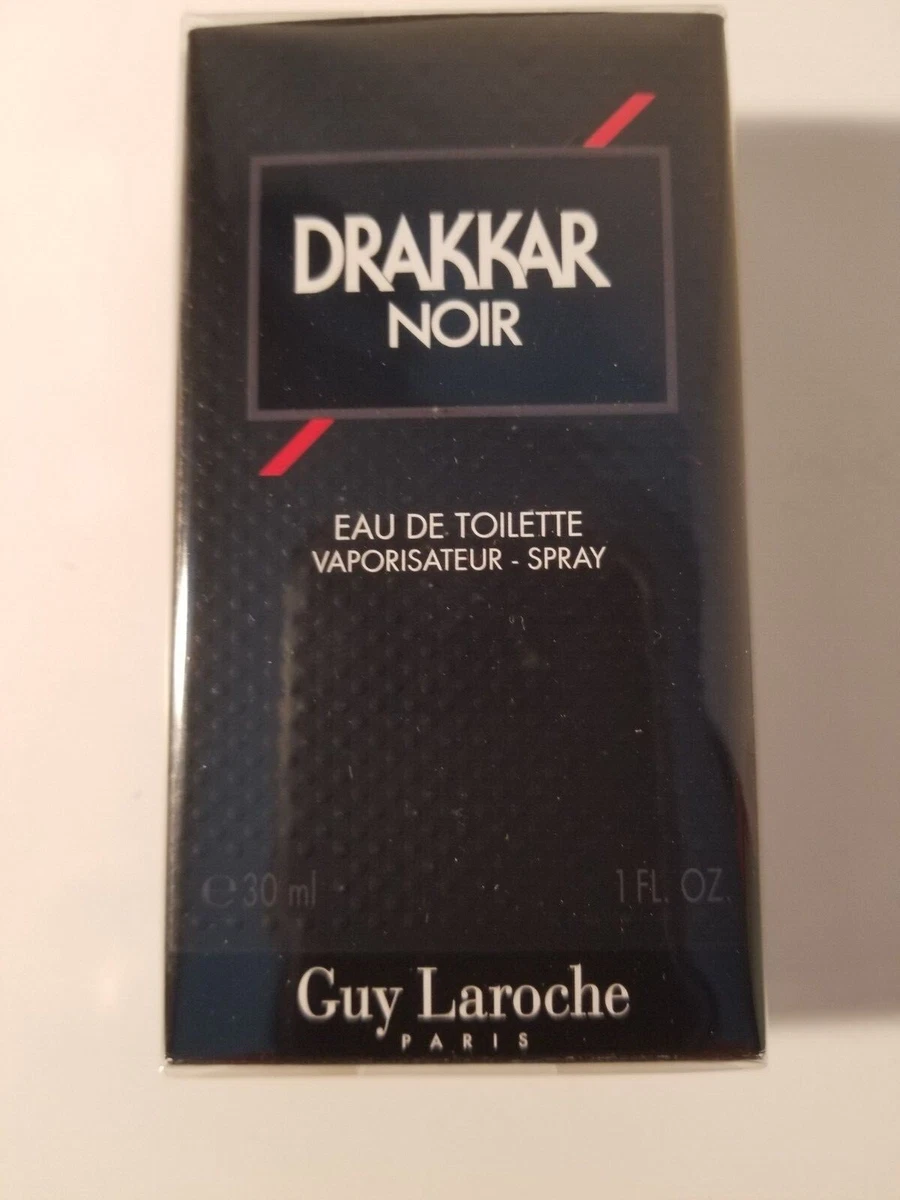 DRAKKAR
NOIR
EAU DE TOILETTE
VAPORISATEUR - SPRAY
℮30 ml 1 FL. OZ.
Guy Laroche
PARIS